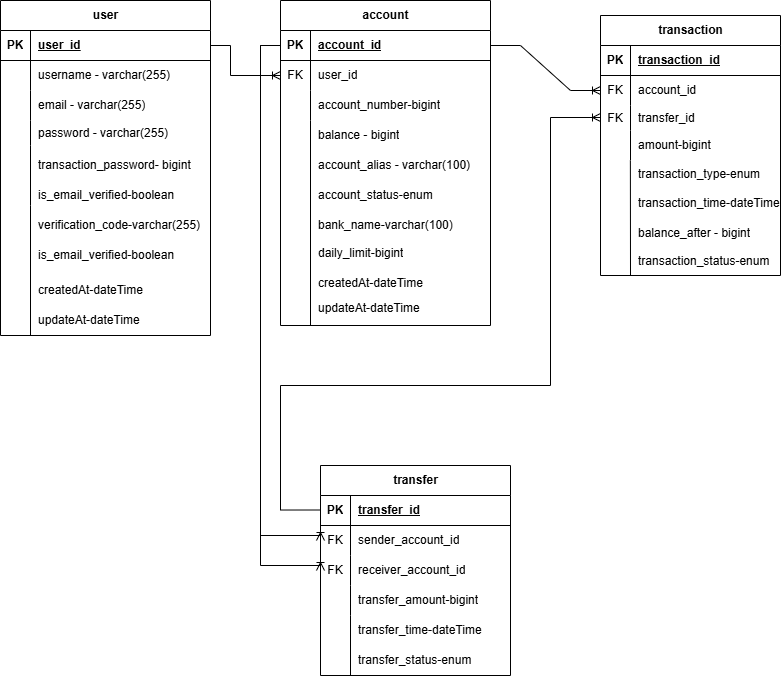 user
PK user_id
username - varchar(255)
email - varchar(255)
password - varchar(255)
transaction_password- bigint
is_email_verified-boolean
verification_code-varchar(255)
is_email_verified-boolean
createdAt-dateTime
updateAt-dateTime
account
PK account_id
FK user_id
account_number-bigint
balance - bigint
account_alias - varchar(100)
account_status-enum
bank_name-varchar(100)
daily_limit-bigint
createdAt-dateTime
updateAt-dateTime
transaction
PK transaction_id
FK account_id
FK transfer_id
amount-bigint
transaction_type-enum
transaction_time-dateTime
balance_after - bigint
transaction_status-enum
transfer
PK transfer_id
FK sender_account_id
FK receiver_account_id
transfer_amount-bigint
transfer_time-dateTime
transfer_status-enum